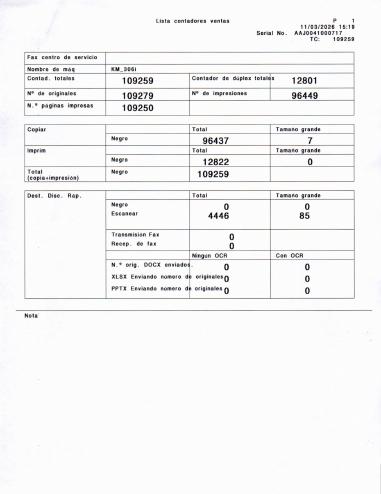 Lista contadores ventas P 1
11/03/2026 15:19
Serial No. AAJ0041000717
TC: 109259
Fax centro de servicio
Nombre de máq KM_306i
Contad. totales 109259 Contador de dúplex totales 12801
Nº de originales 109279 Nº de impresiones 96449
N.º paginas impresas 109250
Copiar Total Tamano grande
Negro 96437 7
Imprim Total Tamano grande
Negro 12822 0
Total Negro 109259
(copia+impresión)
Dest. Disc. Rap. Total Tamano grande
Negro 0 0
Escanear 4446 85
Transmision Fax 0
Recep. de fax 0
Ningun OCR Con OCR
N.º orig. DOCX enviados. 0 0
XLSX Enviando nomero de originales 0 0
PPTX Enviando nomero de originales 0 0
Nota